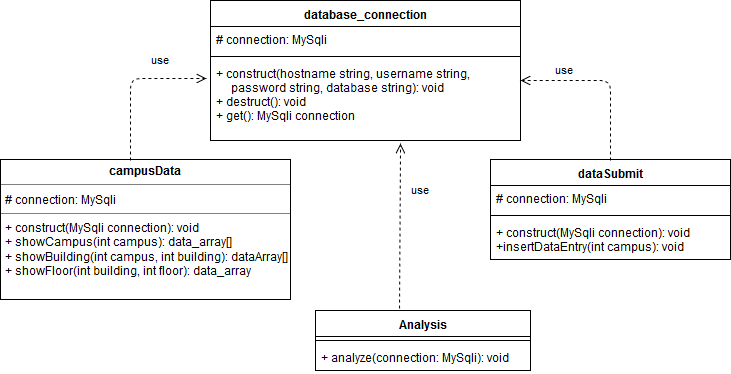 database_connection
# connection: MySqli
+ construct(hostname string, username string,
password string, database string): void
+ destruct(): void
+ get(): MySqli connection
use
use
use
campusData
# connection: MySqli
+ construct(MySqli connection): void
+ showCampus(int campus): data_array[]
+ showBuilding(int campus, int building): dataArray[]
+ showFloor(int building, int floor): data_array
dataSubmit
# connection: MySqli
+ construct(MySqli connection): void
+insertDataEntry(int campus): void
Analysis
+ analyze(connection: MySqli): void